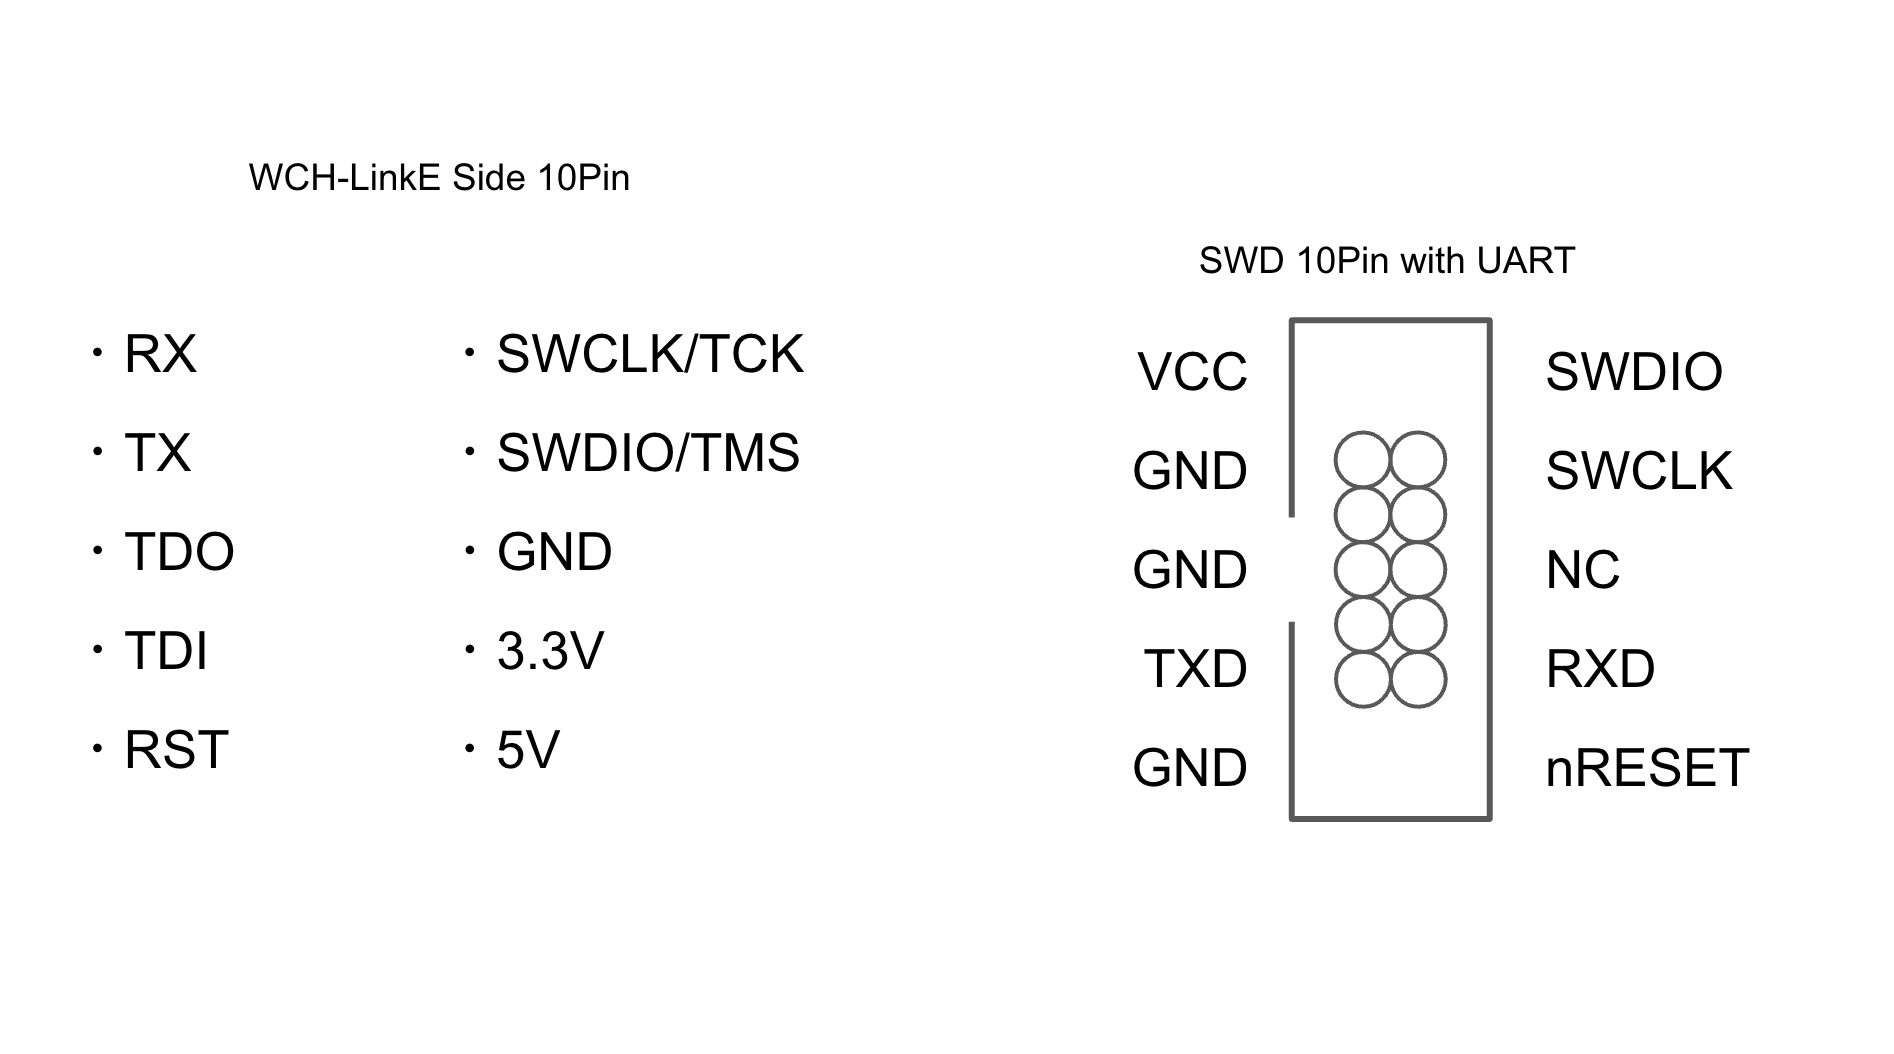 WCH-LinkE Side 10Pin
・RX
・TX
・TDO
・TDI
・RST
・SWCLK/TCK
・SWDIO/TMS
・GND
・3.3V
・5V
SWD 10Pin with UART
VCC
GND
GND
TXD
GND
SWDIO
SWCLK
NC
RXD
nRESET